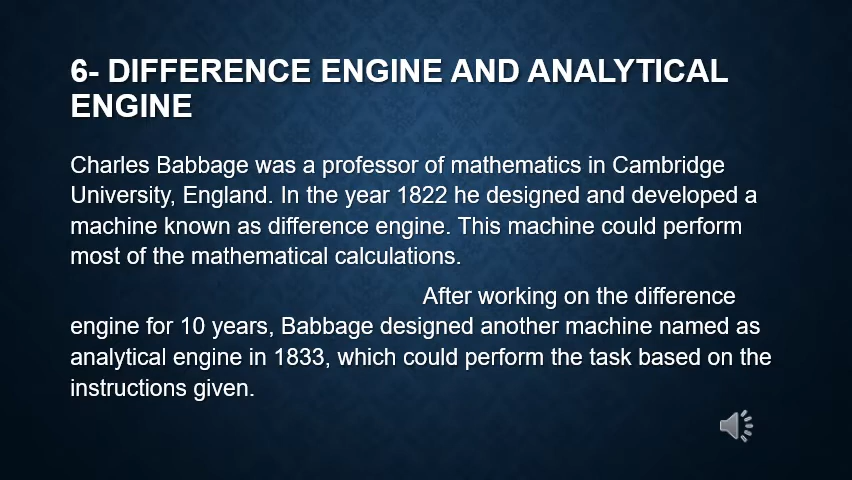 6- DIFFERENCE ENGINE AND ANALYTICAL
ENGINE
Charles Babbage was a professor of mathematics in Cambridge
University, England. In the year 1822 he designed and developed a
machine known as difference engine. This machine could perform
most of the mathematical calculations.
After working on the difference
engine for 10 years, Babbage designed another machine named as
analytical engine in 1833, which could perform the task based on the
instructions given.